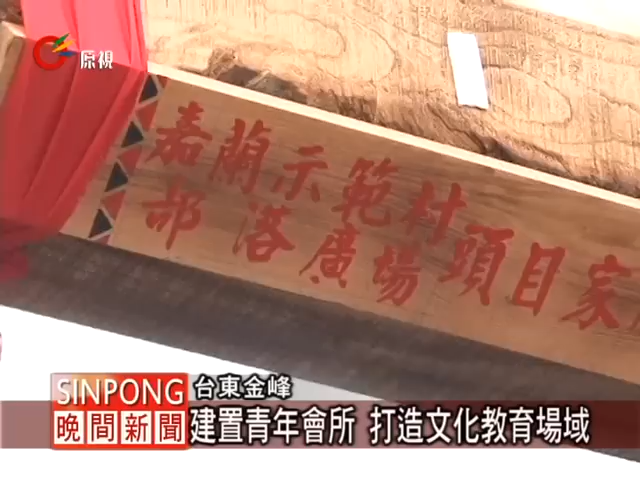 原視
嘉蘭示範村
部落廣場 頭目家
SINPONG
台東金峰
晚間新聞
建置青年會所 打造文化教育場域